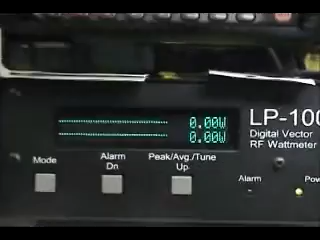 0.00W
0.00W
LP-100
Digital Vector
RF Wattmeter
Mode
Alarm
Dn
Peak/Avg./Tune
Up
Alarm
Power